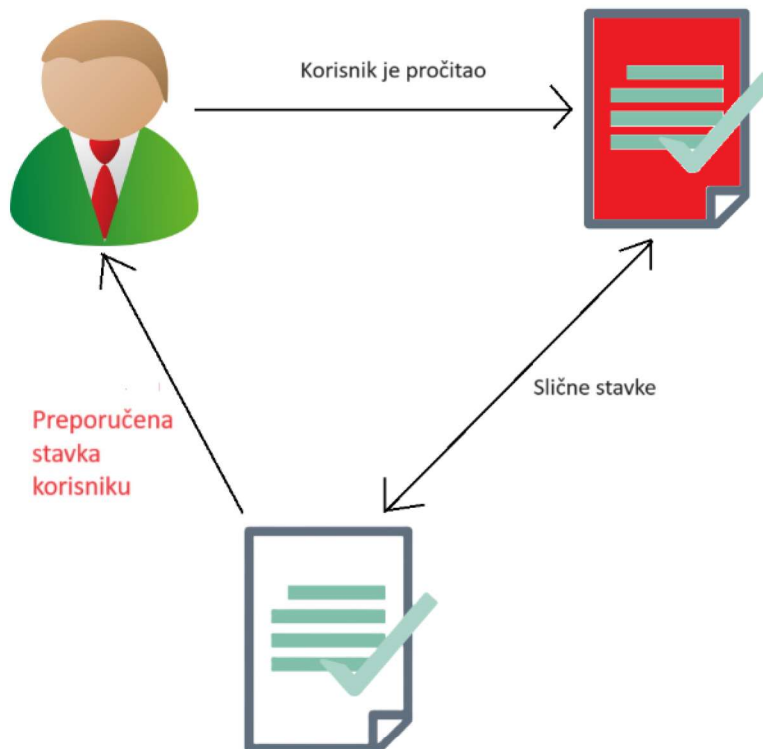 Korisnik je pročitao
Slične stavke
Preporučena
stavka
korisniku